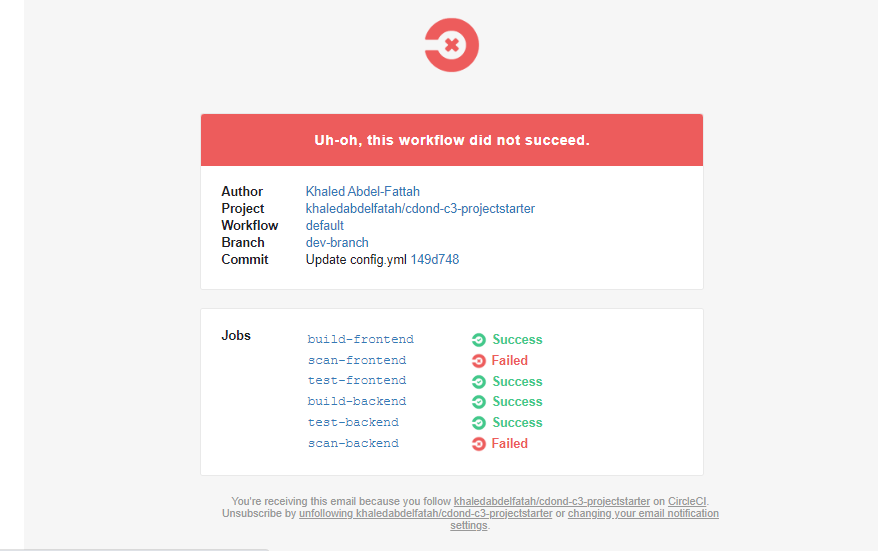 Uh-oh, this workflow did not succeed.
Author Khaled Abdel-Fattah
Project khaledabdelfatah/cdond-c3-projectstarter
Workflow default
Branch dev-branch
Commit Update config.yml 149d748
Jobs
build-frontend Success
scan-frontend Failed
test-frontend Success
build-backend Success
test-backend Success
scan-backend Failed
You're receiving this email because you follow khaledabdelfatah/cdond-c3-projectstarter on CircleCI.
Unsubscribe by unfollowing khaledabdelfatah/cdond-c3-projectstarter or changing your email notification
settings.